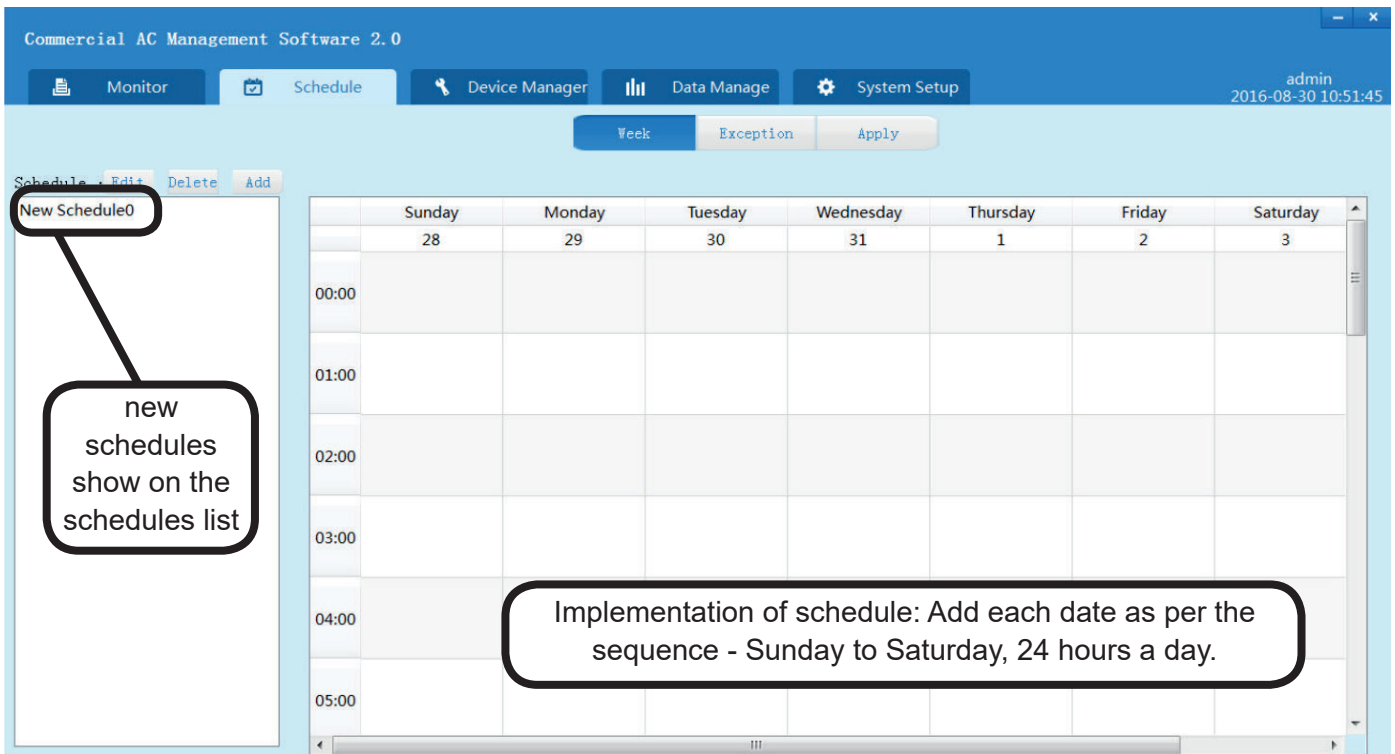 Commercial AC Management Software 2.0
Monitor Schedule Device Manager Data Manage System Setup
admin
2016-08-30 10:51:45
Week Exception Apply
Schedule : Edit Delete Add
New Schedule0
Sunday Monday Tuesday Wednesday Thursday Friday Saturday
28 29 30 31 1 2 3
00:00
01:00
02:00
03:00
04:00
05:00
new
schedules
show on the
schedules list
Implementation of schedule: Add each date as per the
sequence - Sunday to Saturday, 24 hours a day.